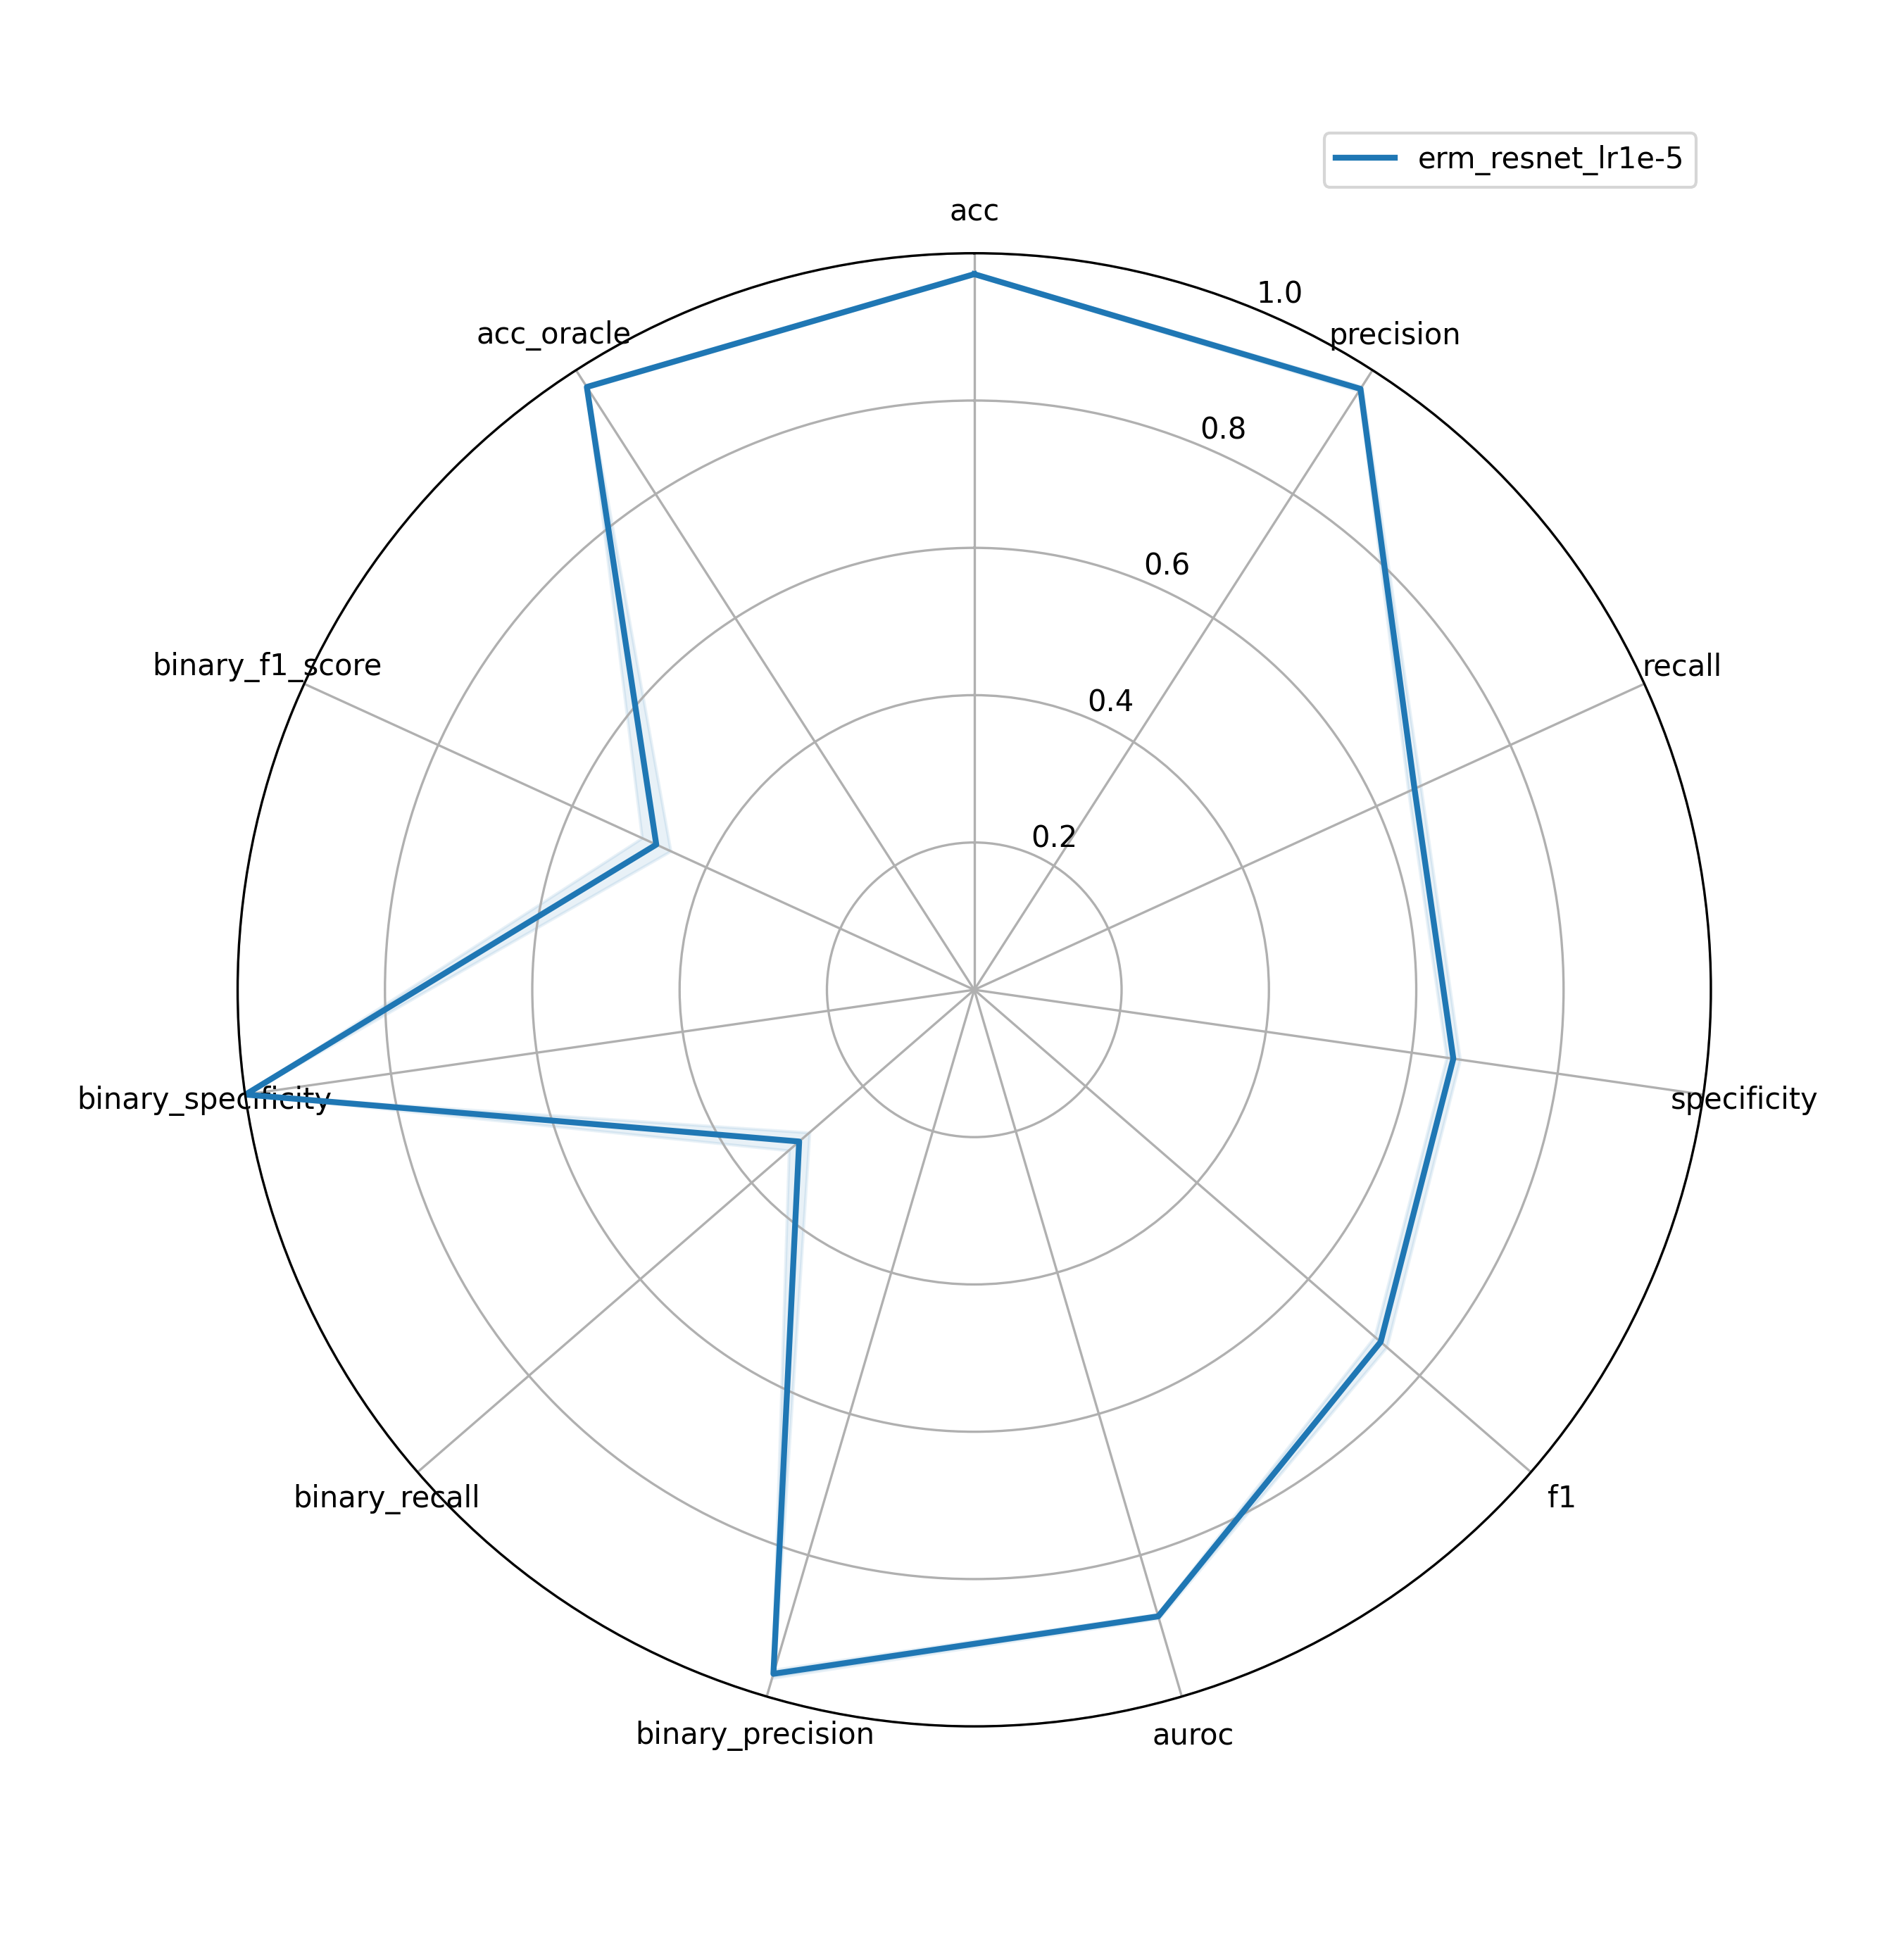 erm_resnet_lr1e-5
acc
1.0
acc_oracle
precision
0.8
0.6
binary_f1_score
recall
0.4
0.2
binary_specificity
specificity
binary_recall
f1
binary_precision
auroc